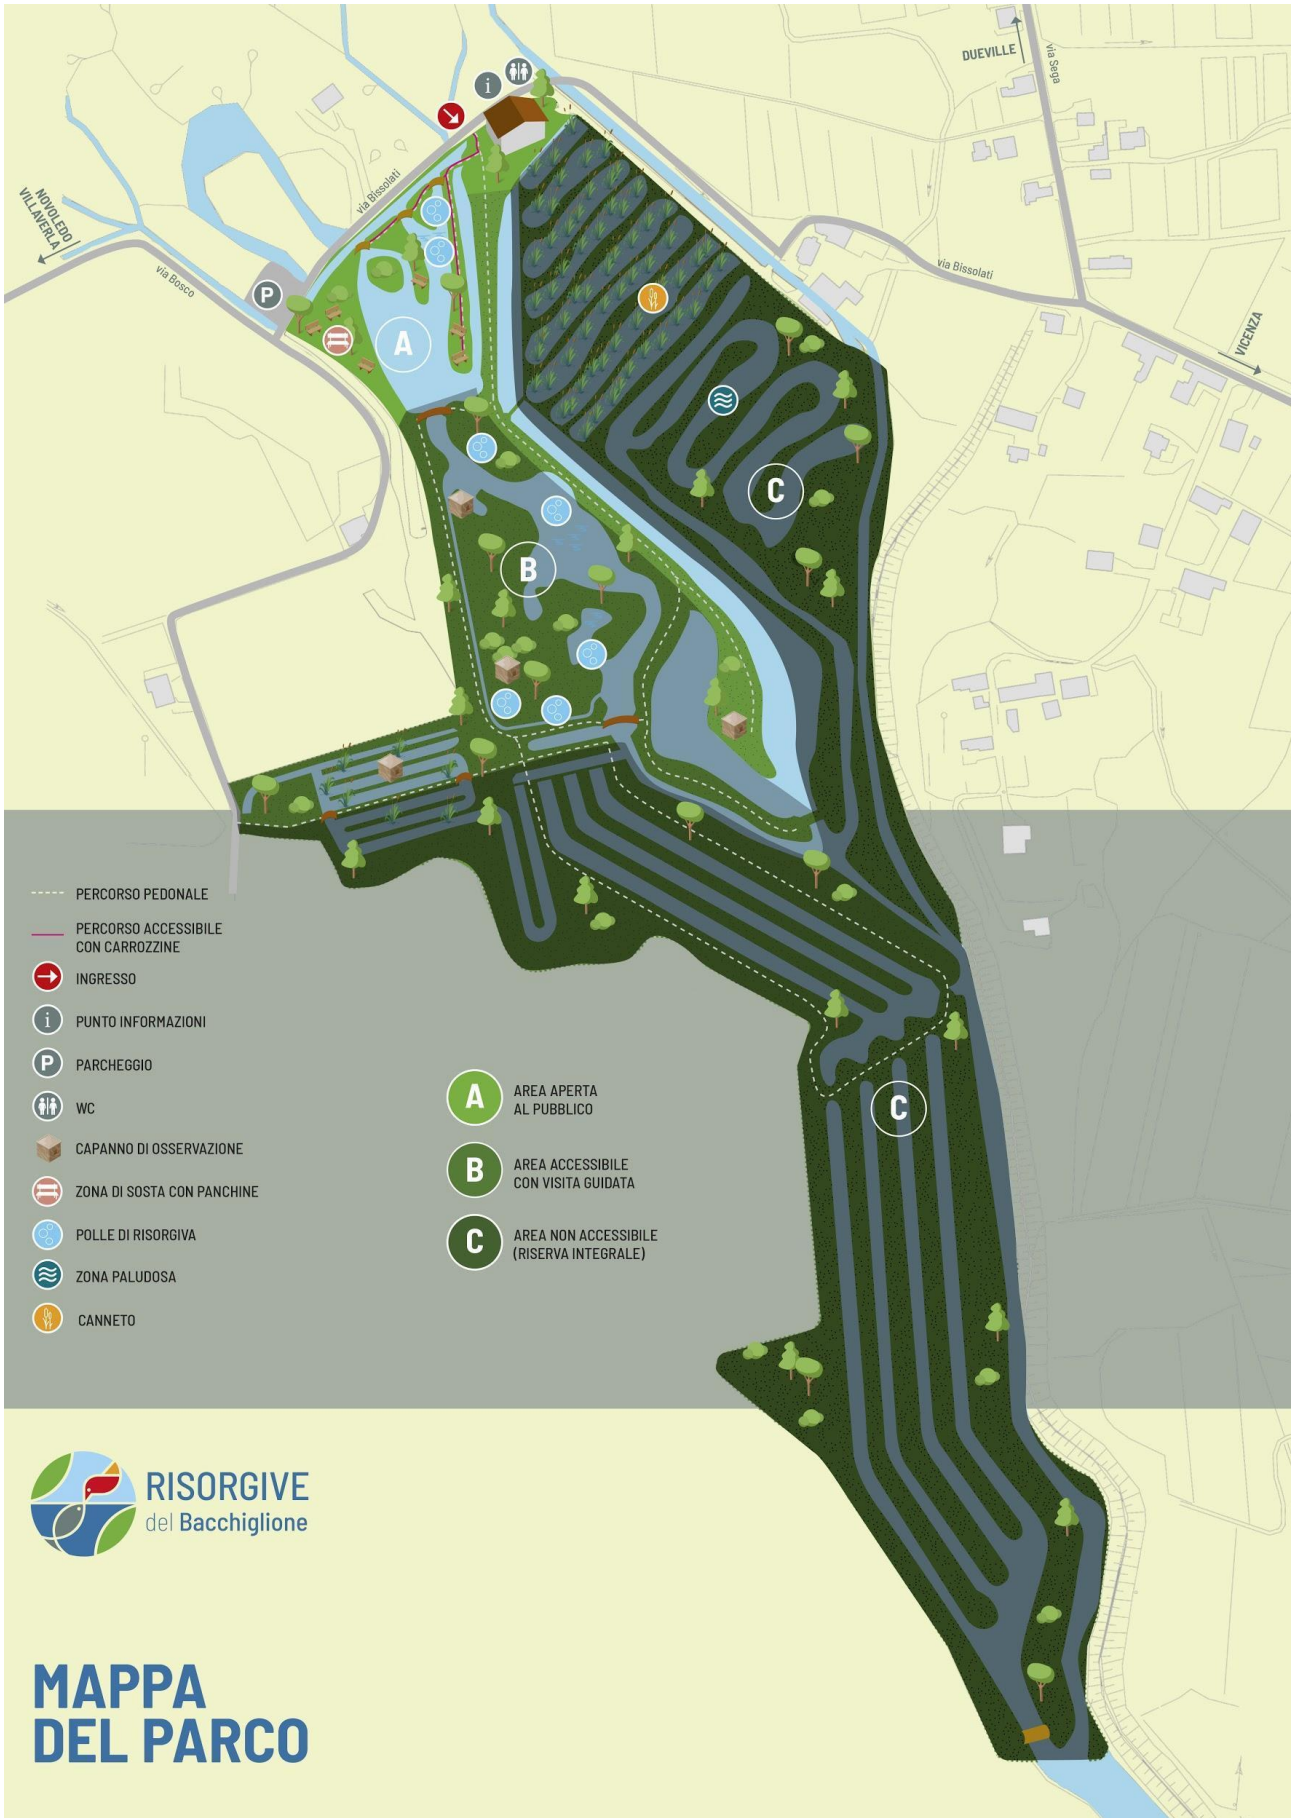 DUEVILLE
via Sega
i
via Bissolati
NOVOLEDO
VILLAVERLA
via Bosco
P
via Bissolati
VICENZA
A
C
B
PERCORSO PEDONALE
PERCORSO ACCESSIBILE
CON CARROZZINE
INGRESSO
i PUNTO INFORMAZIONI
P PARCHEGGIO
WC
CAPANNO DI OSSERVAZIONE
ZONA DI SOSTA CON PANCHINE
POLLE DI RISORGIVA
ZONA PALUDOSA
CANNETO
A AREA APERTA
AL PUBBLICO
B AREA ACCESSIBILE
CON VISITA GUIDATA
C AREA NON ACCESSIBILE
(RISERVA INTEGRALE)
C
RISORGIVE
del Bacchiglione
MAPPA
DEL PARCO